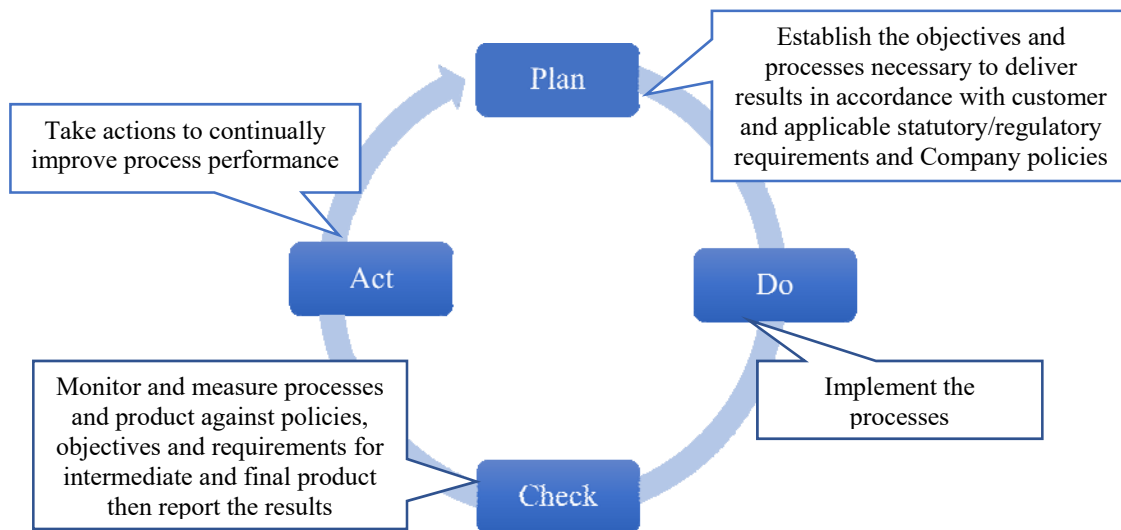 Plan
Establish the objectives and
processes necessary to deliver
results in accordance with customer
and applicable statutory/regulatory
requirements and Company policies
Do
Implement the
processes
Check
Monitor and measure processes
and product against policies,
objectives and requirements for
intermediate and final product
then report the results
Act
Take actions to continually
improve process performance